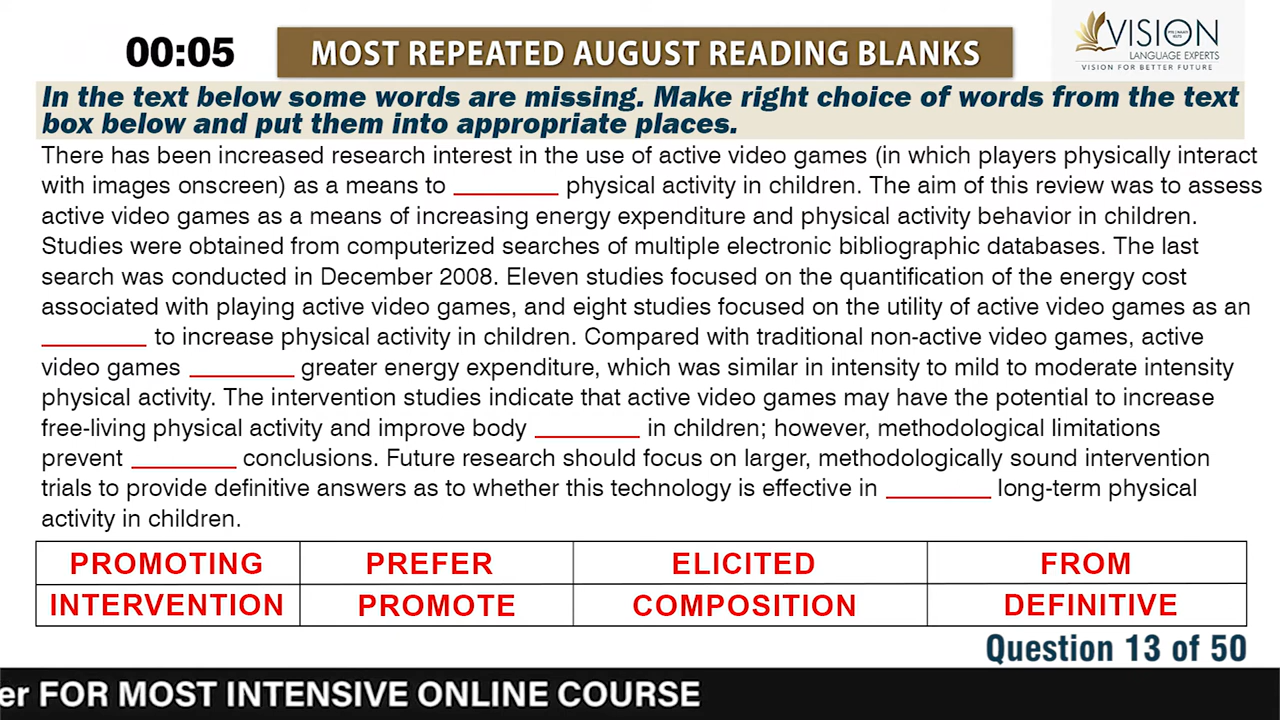 00:05
MOST REPEATED AUGUST READING BLANKS
VISION
LANGUAGE EXPERTS
VISION FOR BETTER FUTURE
In the text below some words are missing. Make right choice of words from the text
box below and put them into appropriate places.
There has been increased research interest in the use of active video games (in which players physically interact
with images onscreen) as a means to ________ physical activity in children. The aim of this review was to assess
active video games as a means of increasing energy expenditure and physical activity behavior in children.
Studies were obtained from computerized searches of multiple electronic bibliographic databases. The last
search was conducted in December 2008. Eleven studies focused on the quantification of the energy cost
associated with playing active video games, and eight studies focused on the utility of active video games as an
________ to increase physical activity in children. Compared with traditional non-active video games, active
video games ________ greater energy expenditure, which was similar in intensity to mild to moderate intensity
physical activity. The intervention studies indicate that active video games may have the potential to increase
free-living physical activity and improve body ________ in children; however, methodological limitations
prevent ________ conclusions. Future research should focus on larger, methodologically sound intervention
trials to provide definitive answers as to whether this technology is effective in ________ long-term physical
activity in children.
PROMOTING PREFER ELICITED FROM
INTERVENTION PROMOTE COMPOSITION DEFINITIVE
Question 13 of 50
er FOR MOST INTENSIVE ONLINE COURSE